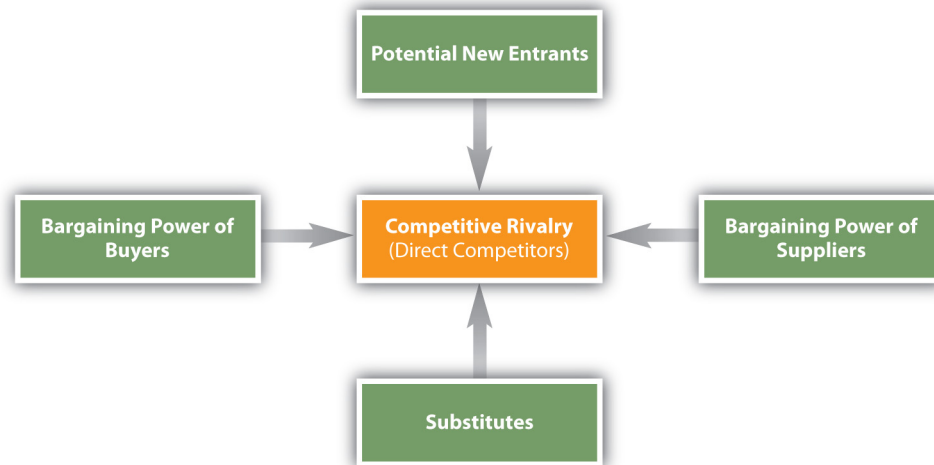 Potential New Entrants
Bargaining Power of
Buyers
Competitive Rivalry
(Direct Competitors)
Bargaining Power of
Suppliers
Substitutes